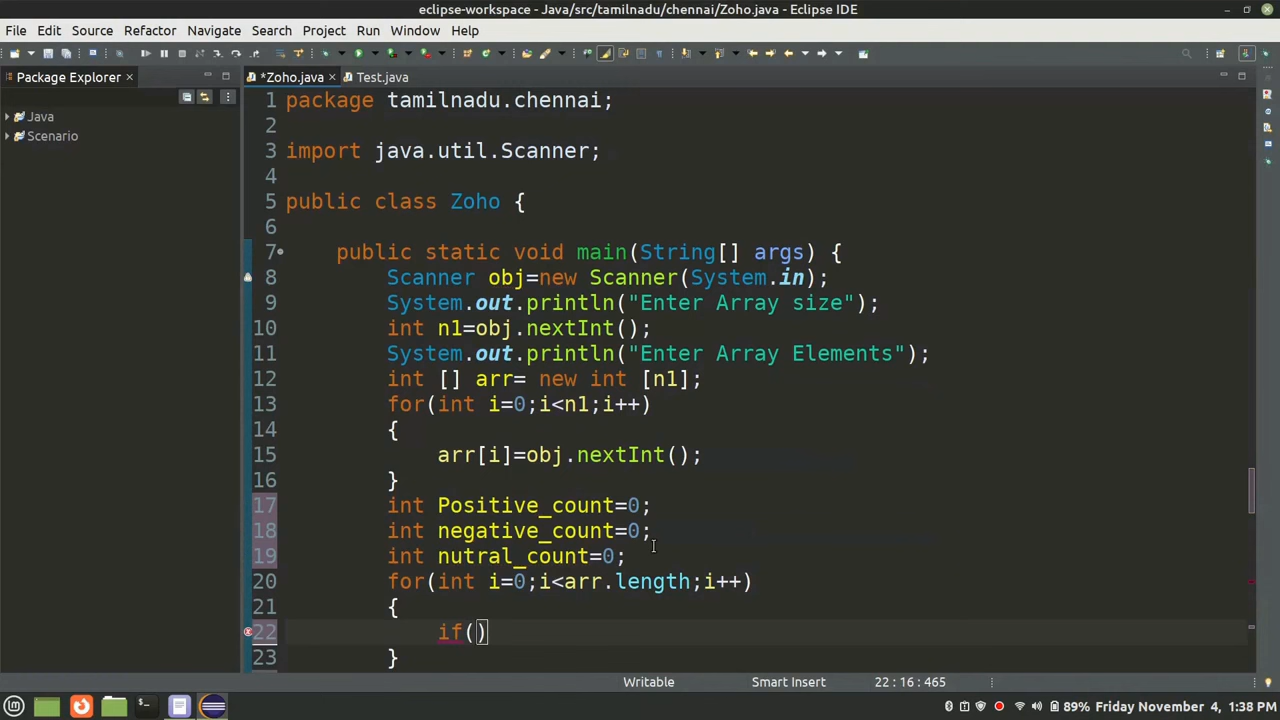 eclipse-workspace - Java/src/tamilnadu/chennai/Zoho.java - Eclipse IDE
File Edit Source Refactor Navigate Search Project Run Window Help
Package Explorer
*Zoho.java
Test.java
Java
Scenario
1 package tamilnadu.chennai;
2
3 import java.util.Scanner;
4
5 public class Zoho {
6
7 public static void main(String[] args) {
8 Scanner obj=new Scanner(System.in);
9 System.out.println("Enter Array size");
10 int n1=obj.nextInt();
11 System.out.println("Enter Array Elements");
12 int [] arr= new int [n1];
13 for(int i=0;i<n1;i++)
14 {
15 arr[i]=obj.nextInt();
16 }
17 int Positive_count=0;
18 int negative_count=0;
19 int nutral_count=0;
20 for(int i=0;i<arr.length;i++)
21 {
22 if()
23 }
Writable Smart Insert 22 : 16 : 465
89% Friday November 4, 1:38 PM